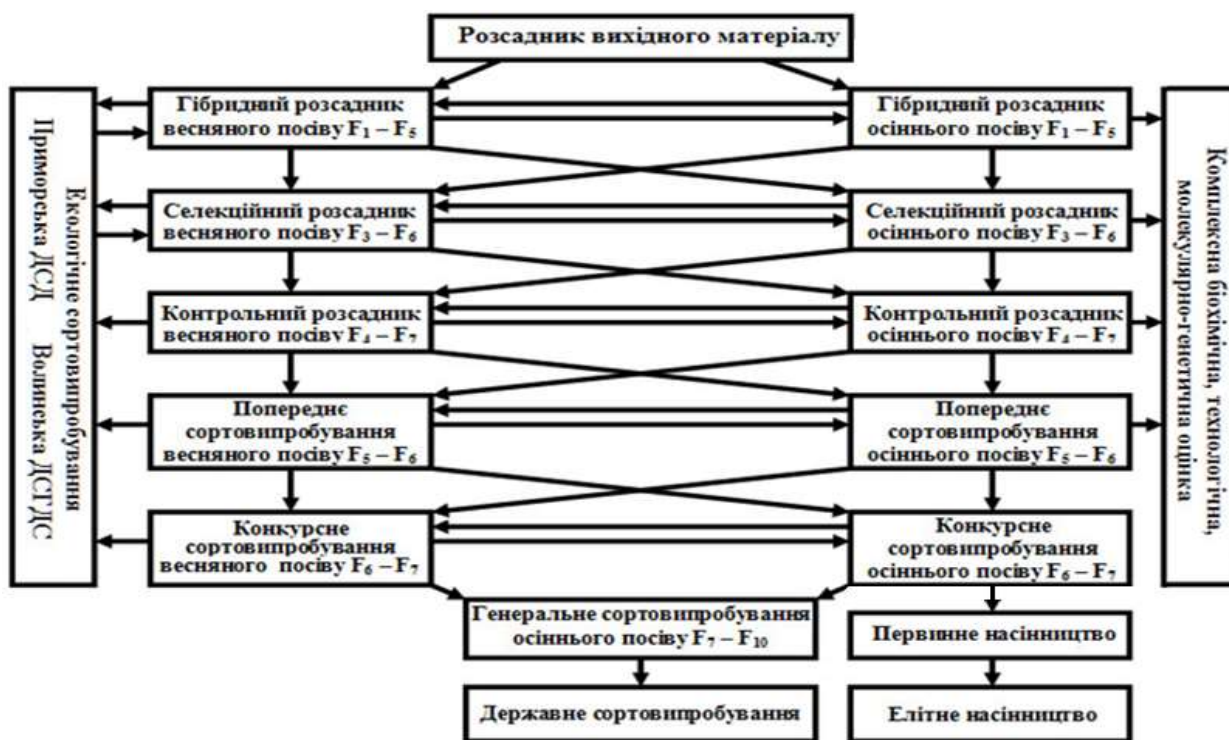 Розсадник вихідного матеріалу
Гібридний розсадник
весняного посіву F₁ – F₅
Гібридний розсадник
осіннього посіву F₁ – F₅
Селекційний розсадник
весняного посіву F₃ – F₆
Селекційний розсадник
осіннього посіву F₃ – F₆
Контрольний розсадник
весняного посіву F₄ – F₇
Контрольний розсадник
осіннього посіву F₄ – F₇
Попереднє
сортовипробування
весняного посіву F₅ – F₆
Попереднє
сортовипробування
осіннього посіву F₅ – F₆
Конкурсне
сортовипробування
весняного посіву F₆ – F₇
Конкурсне
сортовипробування
осіннього посіву F₆ – F₇
Генеральне сортовипробування
осіннього посіву F₇ – F₁₀
Первинне насінництво
Державне сортовипробування
Елітне насінництво
Екологічне сортовипробування
Приморська ДСД Волинська ДСГДС
Комплексна біохімічна, технологічна,
молекулярно-генетична оцінка